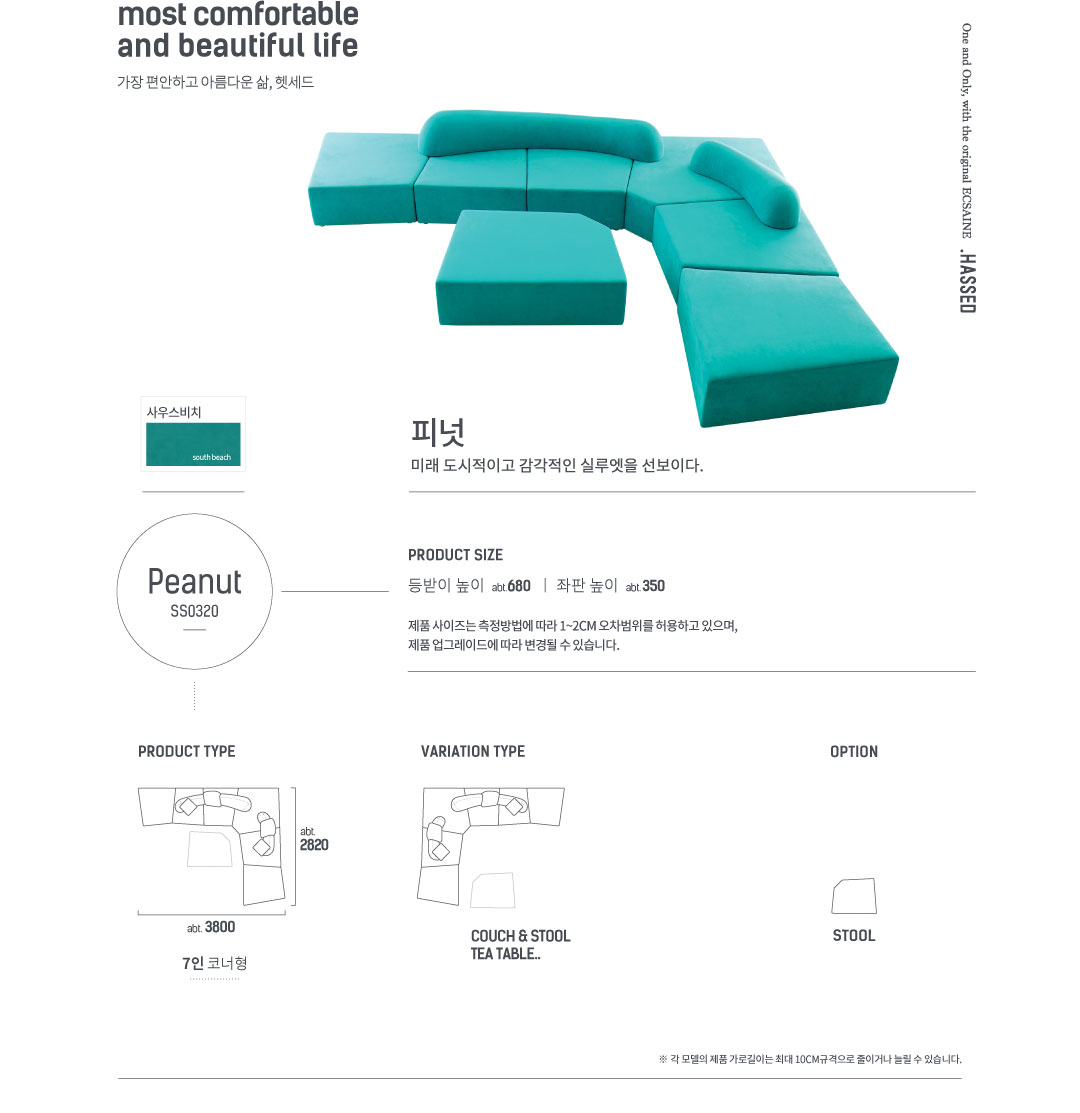 most comfortable
and beautiful life
가장 편안하고 아름다운 삶, 헷세드
One and Only, with the original ECSAINE .HASSED
사우스비치
south beach
피넛
미래 도시적이고 감각적인 실루엣을 선보이다.
Peanut
SS0320
PRODUCT SIZE
등받이 높이 abt.680 | 좌판 높이 abt.350
제품 사이즈는 측정방법에 따라 1~2CM 오차범위를 허용하고 있으며,
제품 업그레이드에 따라 변경될 수 있습니다.
PRODUCT TYPE
abt.
2820
abt. 3800
7인 코너형
VARIATION TYPE
COUCH & STOOL
TEA TABLE..
OPTION
STOOL
※ 각 모델의 제품 가로길이는 최대 10CM규격으로 줄이거나 늘릴 수 있습니다.